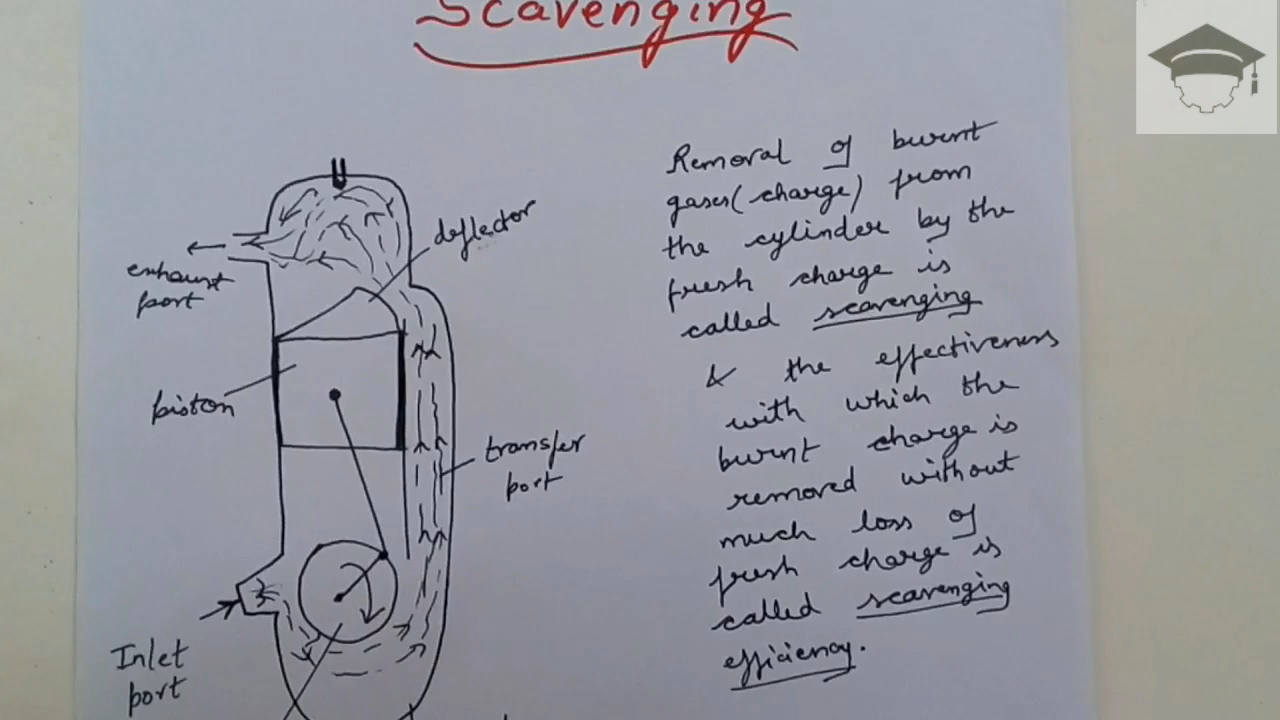 Scavenging
deflector
exhaust
port
piston
transfer
port
Inlet
port
Removal of burnt
gases (charge) from
the cylinder by the
fresh charge is
called scavenging
& the effectiveness
with which the
burnt charge is
removed without
much loss of
fresh charge is
called scavenging
efficiency.